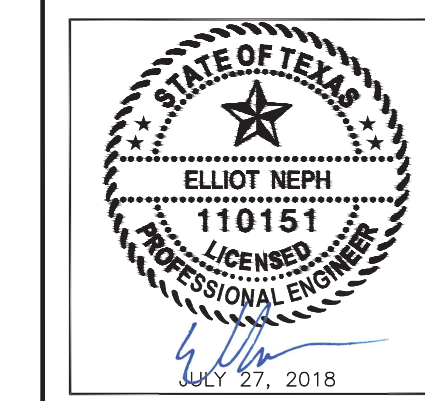 STATE OF TEXAS
ELLIOT NEPH
110151
LICENSED
PROFESSIONAL ENGINEER
JULY 27, 2018